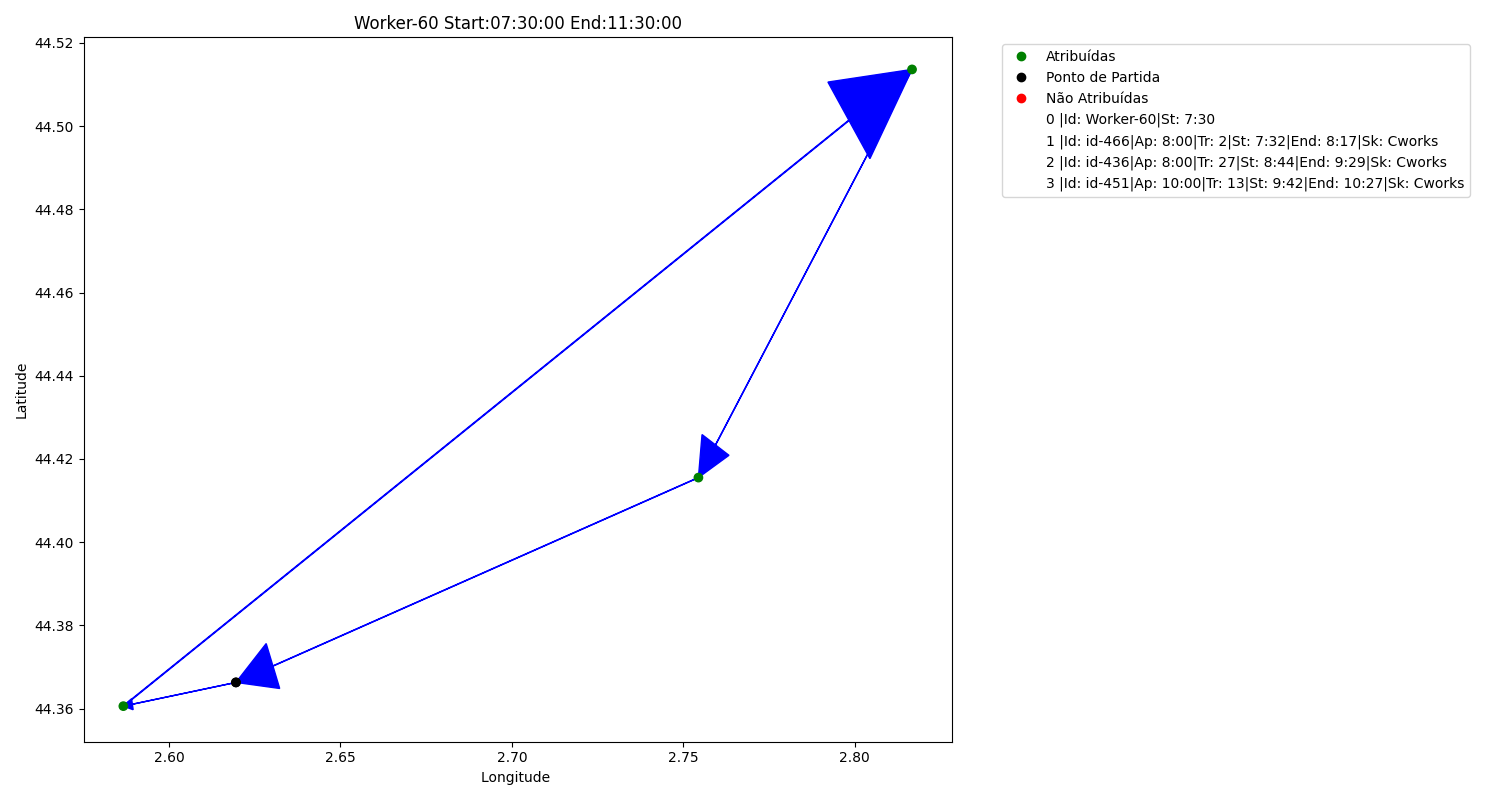 Worker-60 Start:07:30:00 End:11:30:00
44.52
44.50
44.48
44.46
44.44
44.42
44.40
44.38
44.36
Latitude
2.60
2.65
2.70
2.75
2.80
Longitude
Atribuídas
Ponto de Partida
Não Atribuídas
0 |Id: Worker-60|St: 7:30
1 |Id: id-466|Ap: 8:00|Tr: 2|St: 7:32|End: 8:17|Sk: Cworks
2 |Id: id-436|Ap: 8:00|Tr: 27|St: 8:44|End: 9:29|Sk: Cworks
3 |Id: id-451|Ap: 10:00|Tr: 13|St: 9:42|End: 10:27|Sk: Cworks